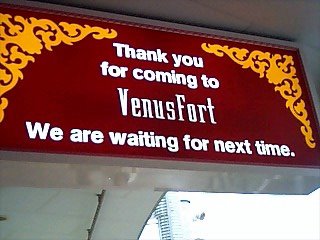 Thank you
for coming to
VenusFort
We are waiting for next time.